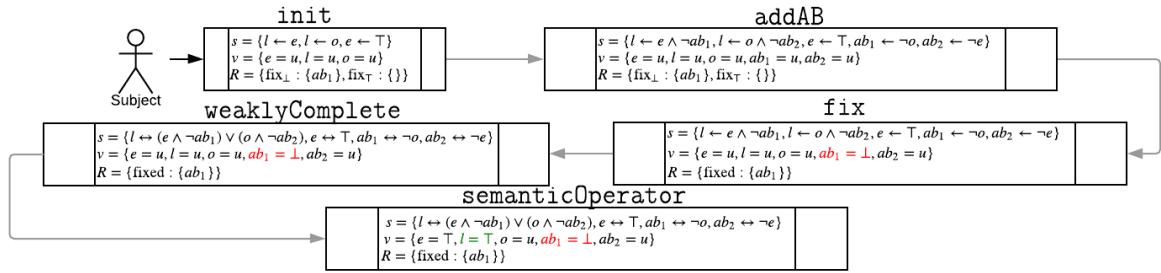 init
s = {l ← e, l ← o, e ← ⊤}
v = {e = u, l = u, o = u}
R = {fix⊥ : {ab₁}, fix⊤ : {}}
Subject
addAB
s = {l ← e ∧ ¬ab₁, l ← o ∧ ¬ab₂, e ← ⊤, ab₁ ← ¬o, ab₂ ← ¬e}
v = {e = u, l = u, o = u, ab₁ = u, ab₂ = u}
R = {fix⊥ : {ab₁}, fix⊤ : {}}
fix
s = {l ← e ∧ ¬ab₁, l ← o ∧ ¬ab₂, e ← ⊤, ab₁ ← ¬o, ab₂ ← ¬e}
v = {e = u, l = u, o = u, ab₁ = ⊥, ab₂ = u}
R = {fixed : {ab₁}}
weaklyComplete
s = {l ↔ (e ∧ ¬ab₁) ∨ (o ∧ ¬ab₂), e ↔ ⊤, ab₁ ↔ ¬o, ab₂ ↔ ¬e}
v = {e = u, l = u, o = u, ab₁ = ⊥, ab₂ = u}
R = {fixed : {ab₁}}
semanticOperator
s = {l ↔ (e ∧ ¬ab₁) ∨ (o ∧ ¬ab₂), e ↔ ⊤, ab₁ ↔ ¬o, ab₂ ↔ ¬e}
v = {e = ⊤, l = ⊤, o = u, ab₁ = ⊥, ab₂ = u}
R = {fixed : {ab₁}}